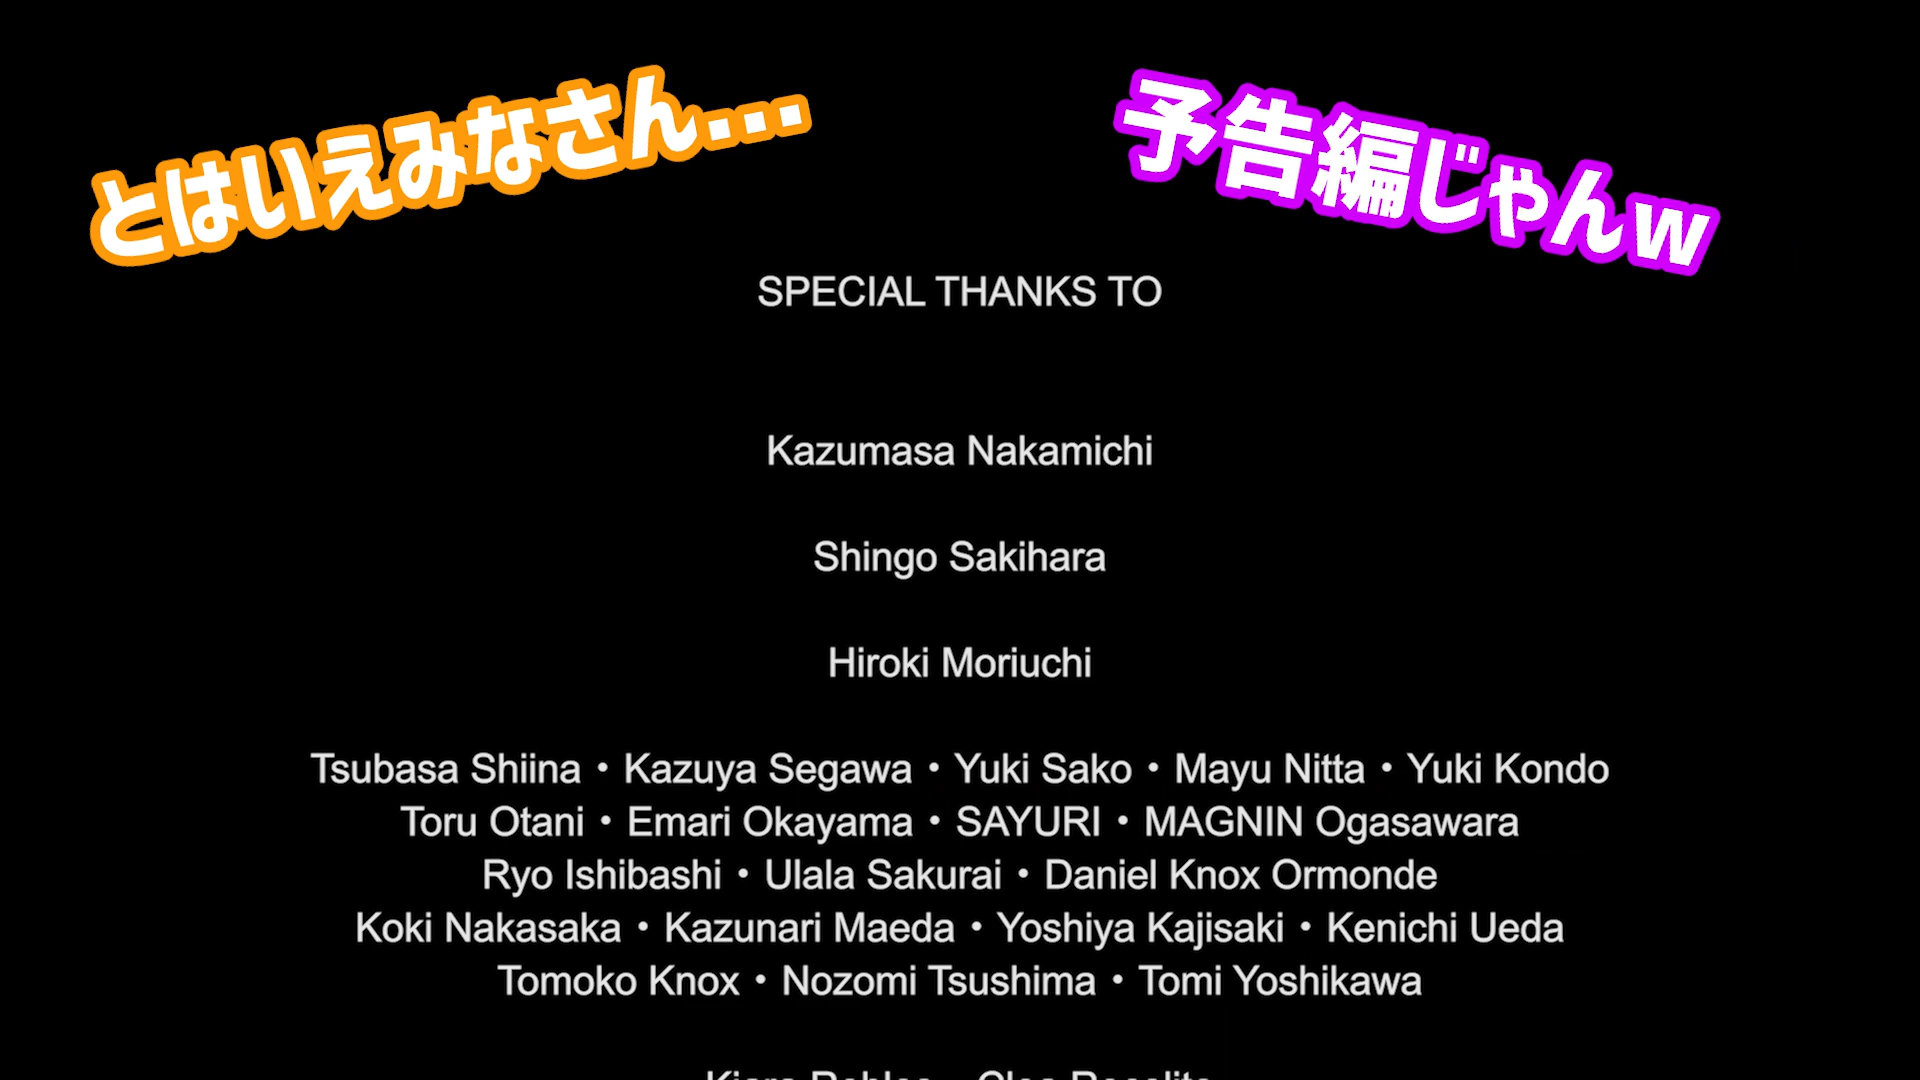 とはいえみなさん...
予告編じゃんw
SPECIAL THANKS TO
Kazumasa Nakamichi
Shingo Sakihara
Hiroki Moriuchi
Tsubasa Shiina・Kazuya Segawa・Yuki Sako・Mayu Nitta・Yuki Kondo
Toru Otani・Emari Okayama・SAYURI・MAGNIN Ogasawara
Ryo Ishibashi・Ulala Sakurai・Daniel Knox Ormonde
Koki Nakasaka・Kazunari Maeda・Yoshiya Kajisaki・Kenichi Ueda
Tomoko Knox・Nozomi Tsushima・Tomi Yoshikawa